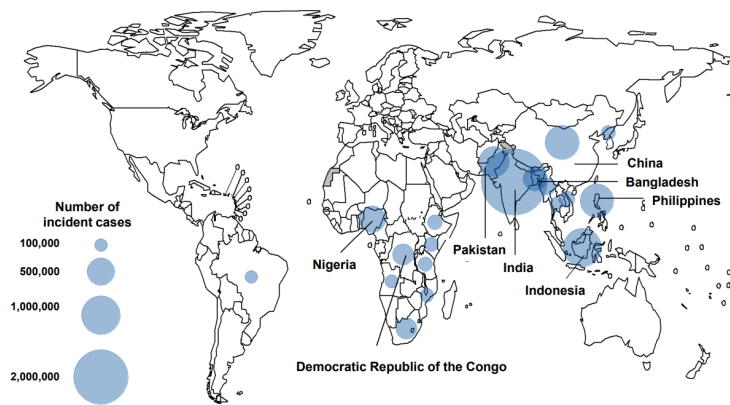 Number of
incident cases
100,000
500,000
1,000,000
2,000,000
China
Bangladesh
Philippines
Pakistan
India
Indonesia
Nigeria
Democratic Republic of the Congo